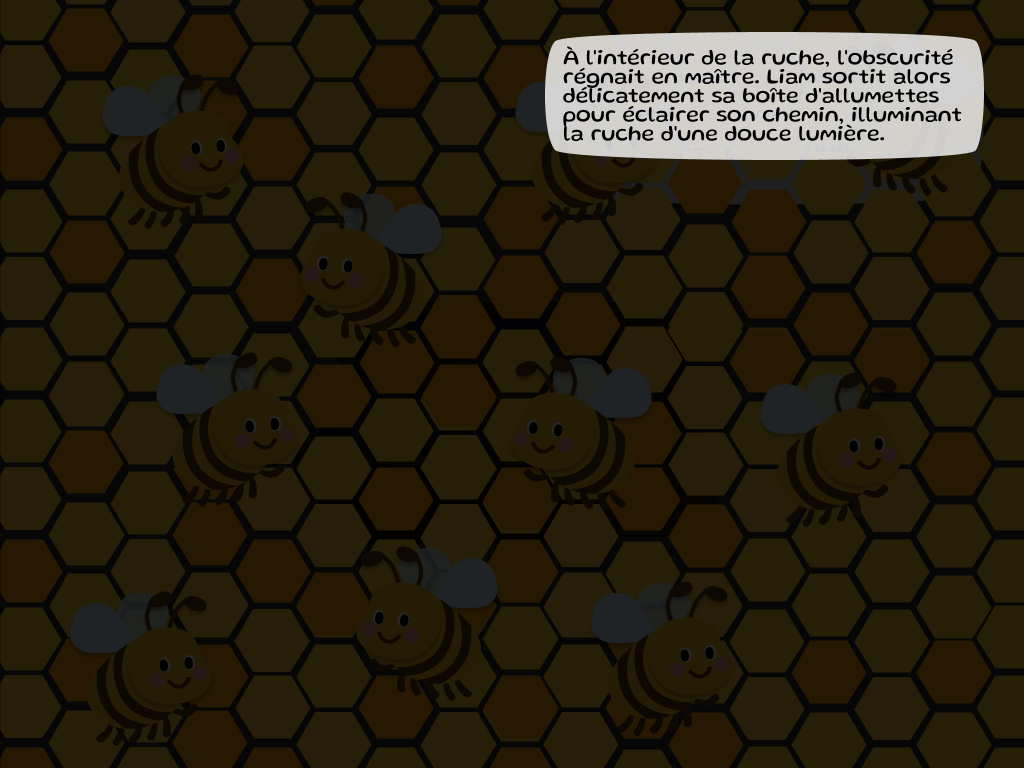 À l'intérieur de la ruche, l'obscurité
régnait en maître. Liam sortit alors
délicatement sa boîte d'allumettes
pour éclairer son chemin, illuminant
la ruche d'une douce lumière.